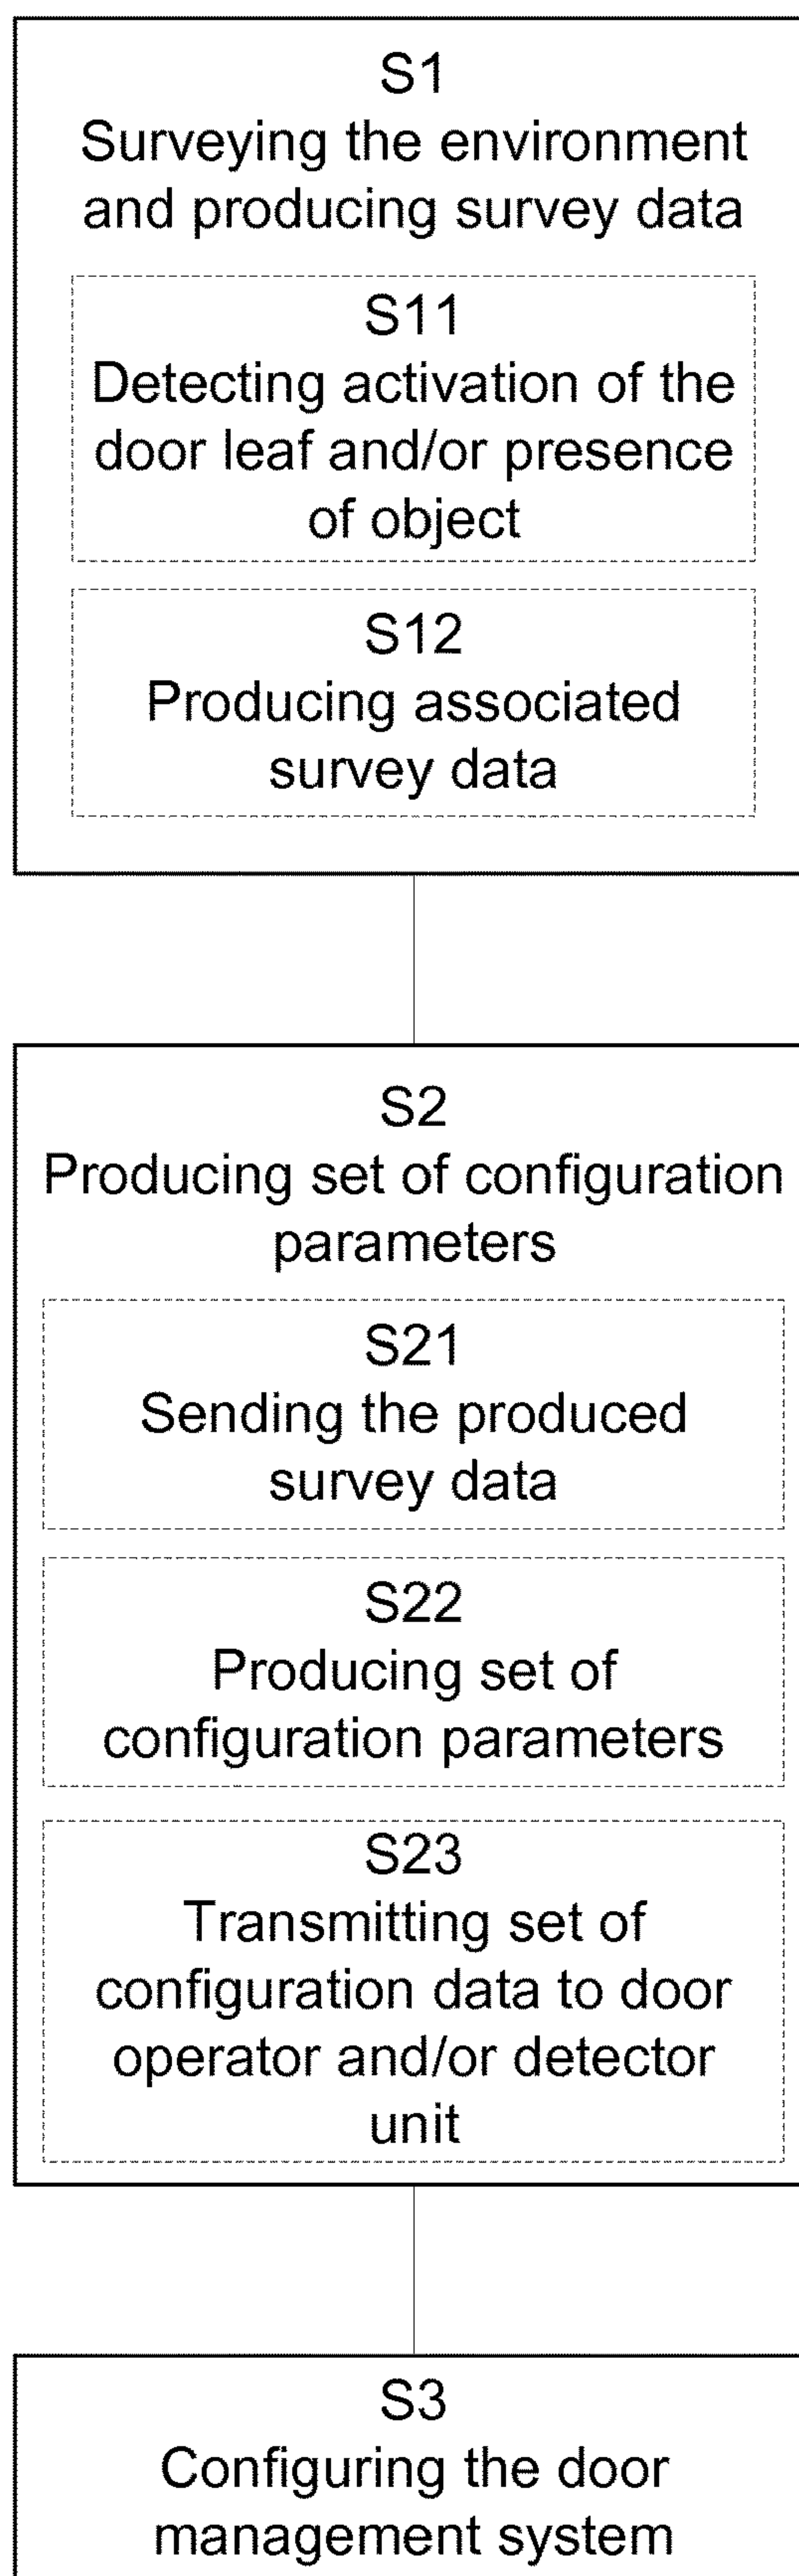 S1
Surveying the environment
and producing survey data
S11
Detecting activation of the
door leaf and/or presence
of object
S12
Producing associated
survey data
S2
Producing set of configuration
parameters
S21
Sending the produced
survey data
S22
Producing set of
configuration parameters
S23
Transmitting set of
configuration data to door
operator and/or detector
unit
S3
Configuring the door
management system